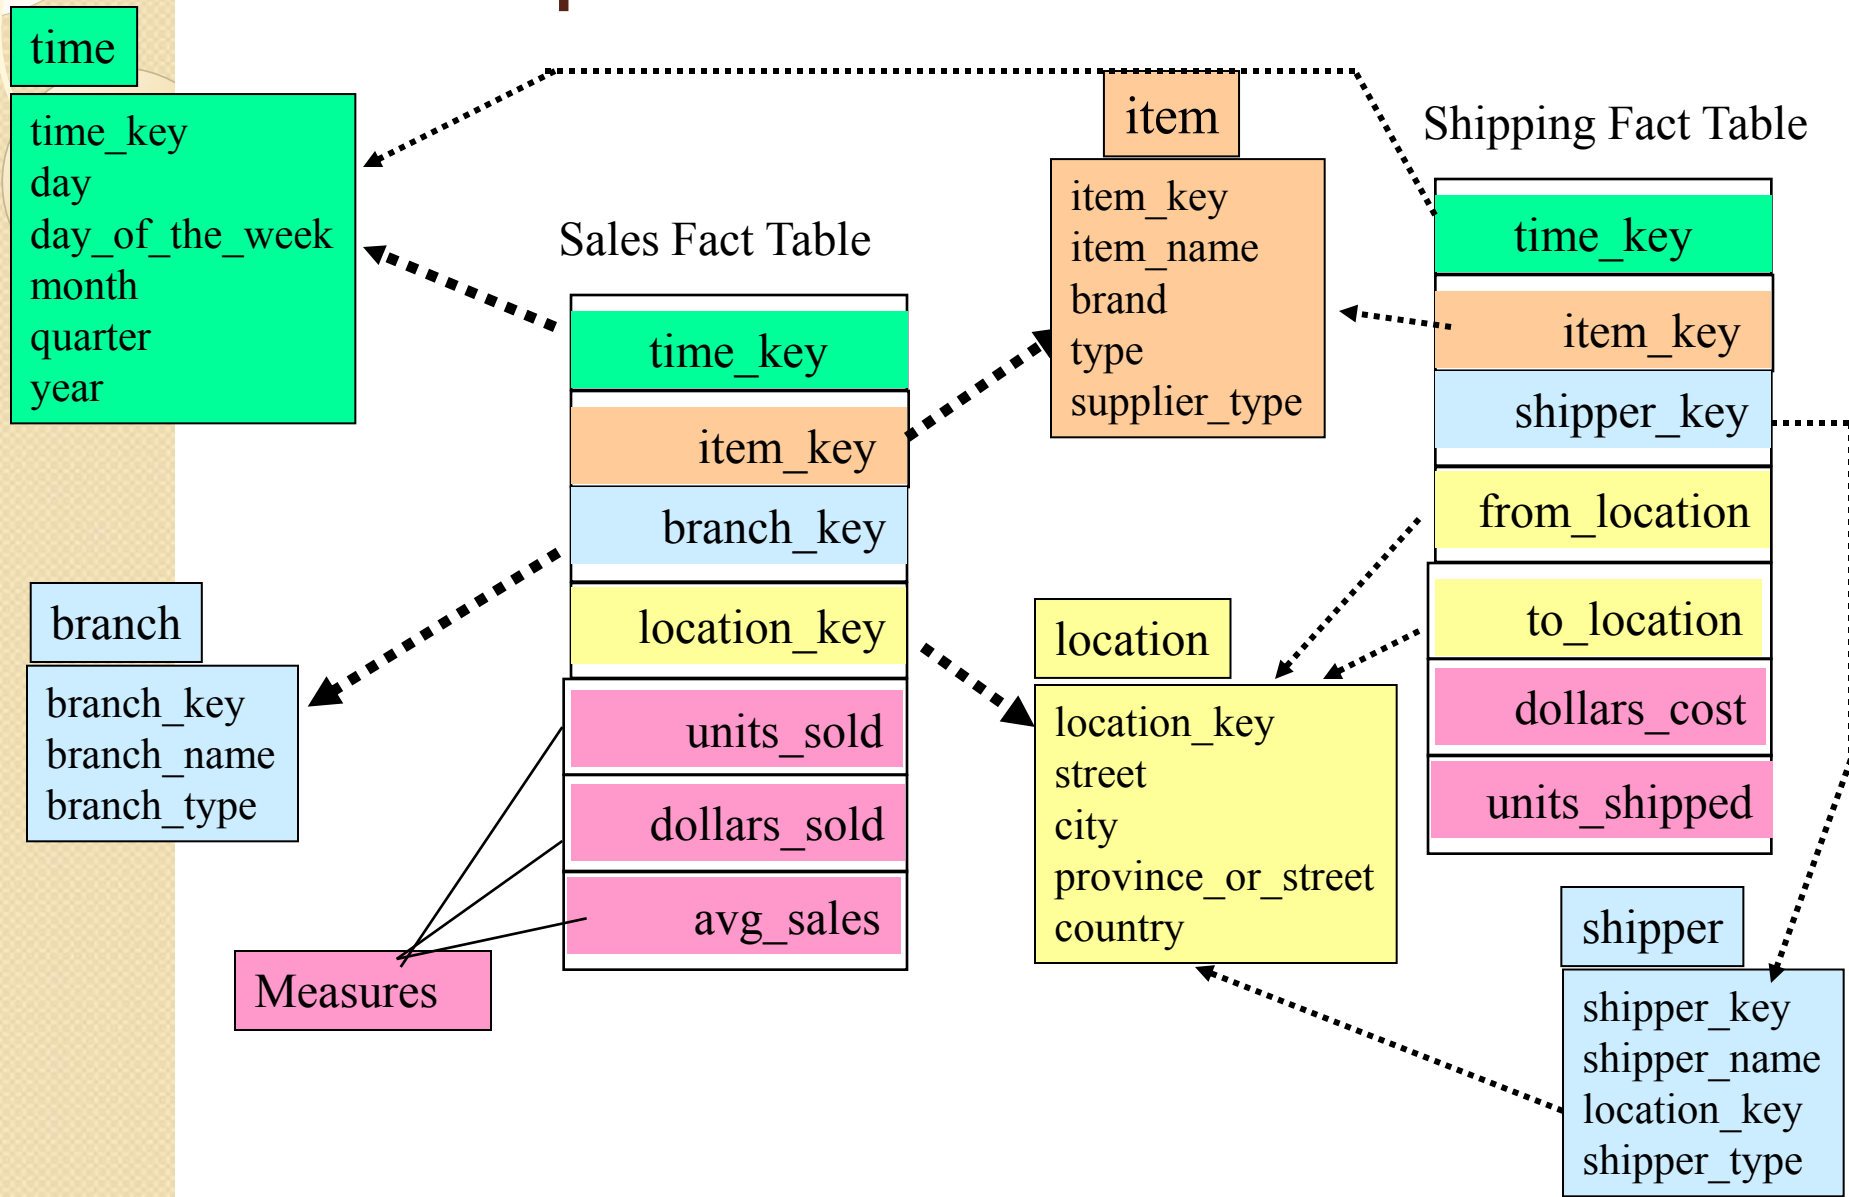 time
time_key
day
day_of_the_week
month
quarter
year
Sales Fact Table
time_key
item_key
branch_key
location_key
units_sold
dollars_sold
avg_sales
Measures
branch
branch_key
branch_name
branch_type
item
item_key
item_name
brand
type
supplier_type
location
location_key
street
city
province_or_street
country
Shipping Fact Table
time_key
item_key
shipper_key
from_location
to_location
dollars_cost
units_shipped
shipper
shipper_key
shipper_name
location_key
shipper_type